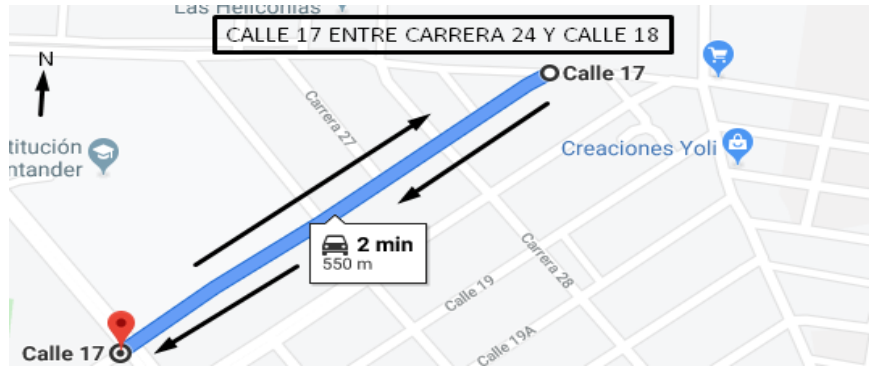 Las Heliconias
CALLE 17 ENTRE CARRERA 24 Y CALLE 18
N
Calle 17
Carrera 27
titución
ntander
Creaciones Yoli
2 min
550 m
Carrera 28
Calle 19
Calle 19A
Calle 17